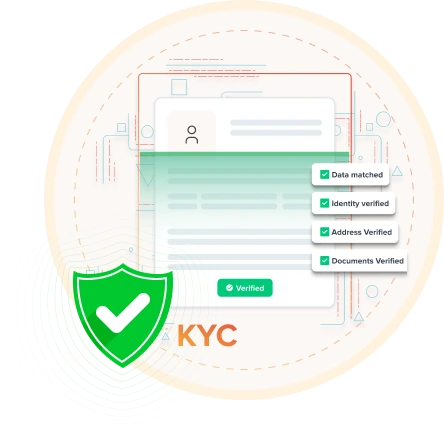 Data matched
Identity verified
Address Verified
Documents Verified
Verified
KYC